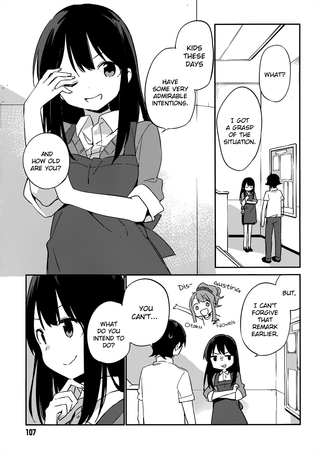 WHAT?
I GOT
A GRASP
OF THE
SITUATION.
KIDS
THESE
DAYS
HAVE
SOME VERY
ADMIRABLE
INTENTIONS.
AND
HOW OLD
ARE YOU?
BUT,
I CAN'T
FORGIVE
THAT
REMARK
EARLIER.
Dis-gusting
Otaku Novels
YOU
CAN'T...
WHAT DO
YOU
INTEND TO
DO?
107